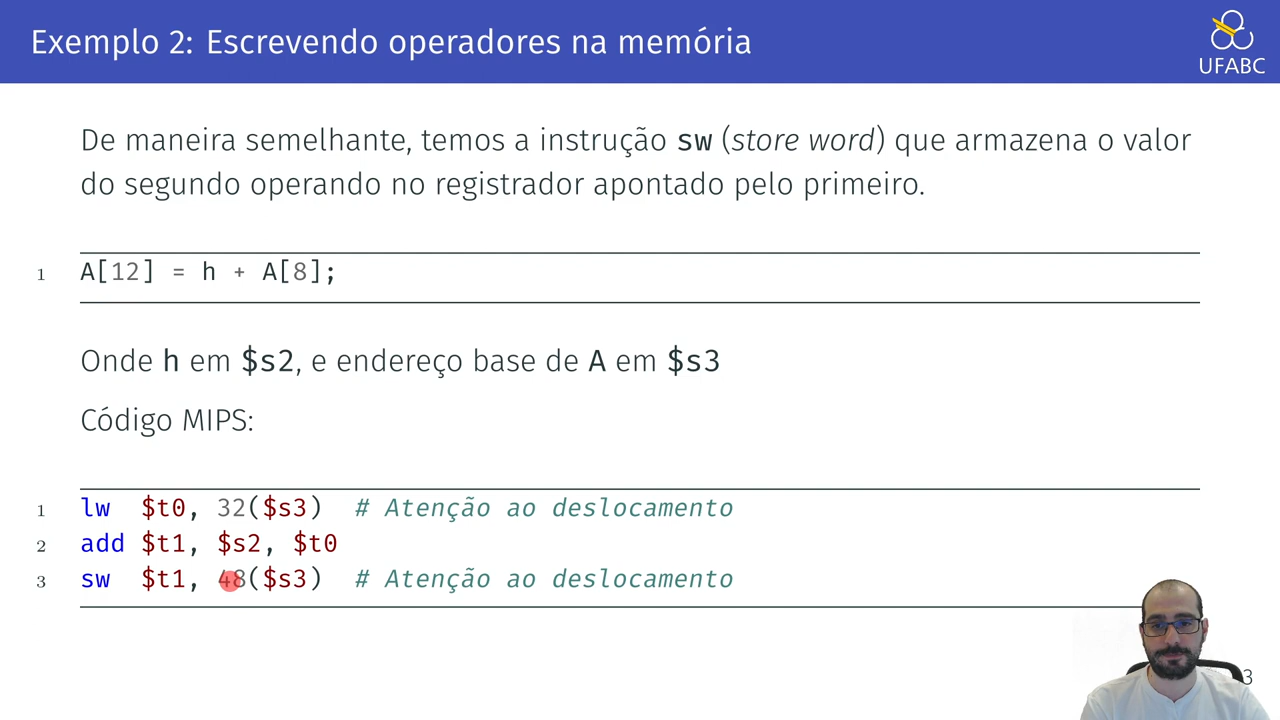 Exemplo 2: Escrevendo operadores na memória
UFABC
De maneira semelhante, temos a instrução sw (store word) que armazena o valor
do segundo operando no registrador apontado pelo primeiro.
1 A[12] = h + A[8];
Onde h em $s2, e endereço base de A em $s3
Código MIPS:
1 lw $t0, 32($s3) # Atenção ao deslocamento
2 add $t1, $s2, $t0
3 sw $t1, 48($s3) # Atenção ao deslocamento